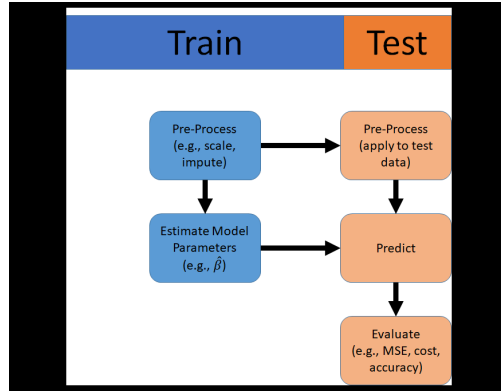 Train
Test
Pre-Process
(e.g., scale,
impute)
Pre-Process
(apply to test
data)
Estimate Model
Parameters
(e.g., β̂)
Predict
Evaluate
(e.g., MSE, cost,
accuracy)